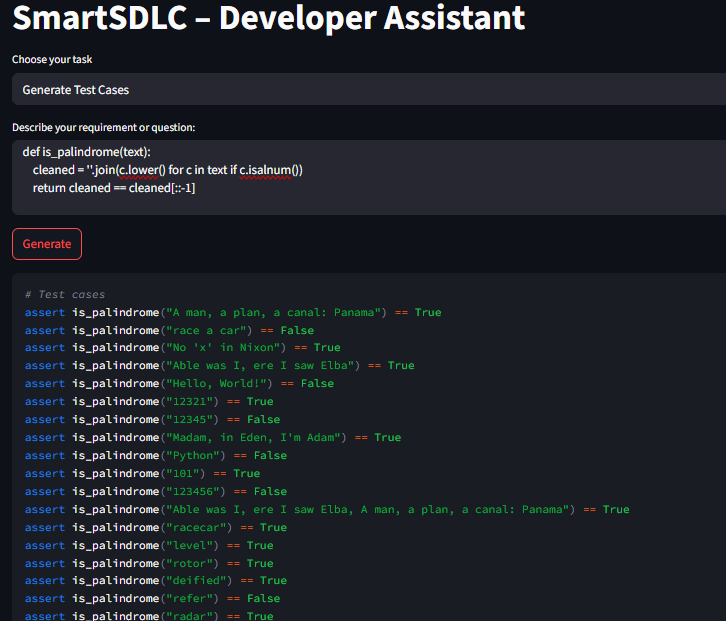 SmartSDLC – Developer Assistant
Choose your task
Generate Test Cases
Describe your requirement or question:
def is_palindrome(text):
    cleaned = ''.join(c.lower() for c in text if c.isalnum())
    return cleaned == cleaned[::-1]
Generate
# Test cases
assert is_palindrome("A man, a plan, a canal: Panama") == True
assert is_palindrome("race a car") == False
assert is_palindrome("No 'x' in Nixon") == True
assert is_palindrome("Able was I, ere I saw Elba") == True
assert is_palindrome("Hello, World!") == False
assert is_palindrome("12321") == True
assert is_palindrome("12345") == False
assert is_palindrome("Madam, in Eden, I'm Adam") == True
assert is_palindrome("Python") == False
assert is_palindrome("101") == True
assert is_palindrome("123456") == False
assert is_palindrome("Able was I, ere I saw Elba, A man, a plan, a canal: Panama") == True
assert is_palindrome("racecar") == True
assert is_palindrome("level") == True
assert is_palindrome("rotor") == True
assert is_palindrome("deified") == True
assert is_palindrome("refer") == False
assert is_palindrome("radar") == True